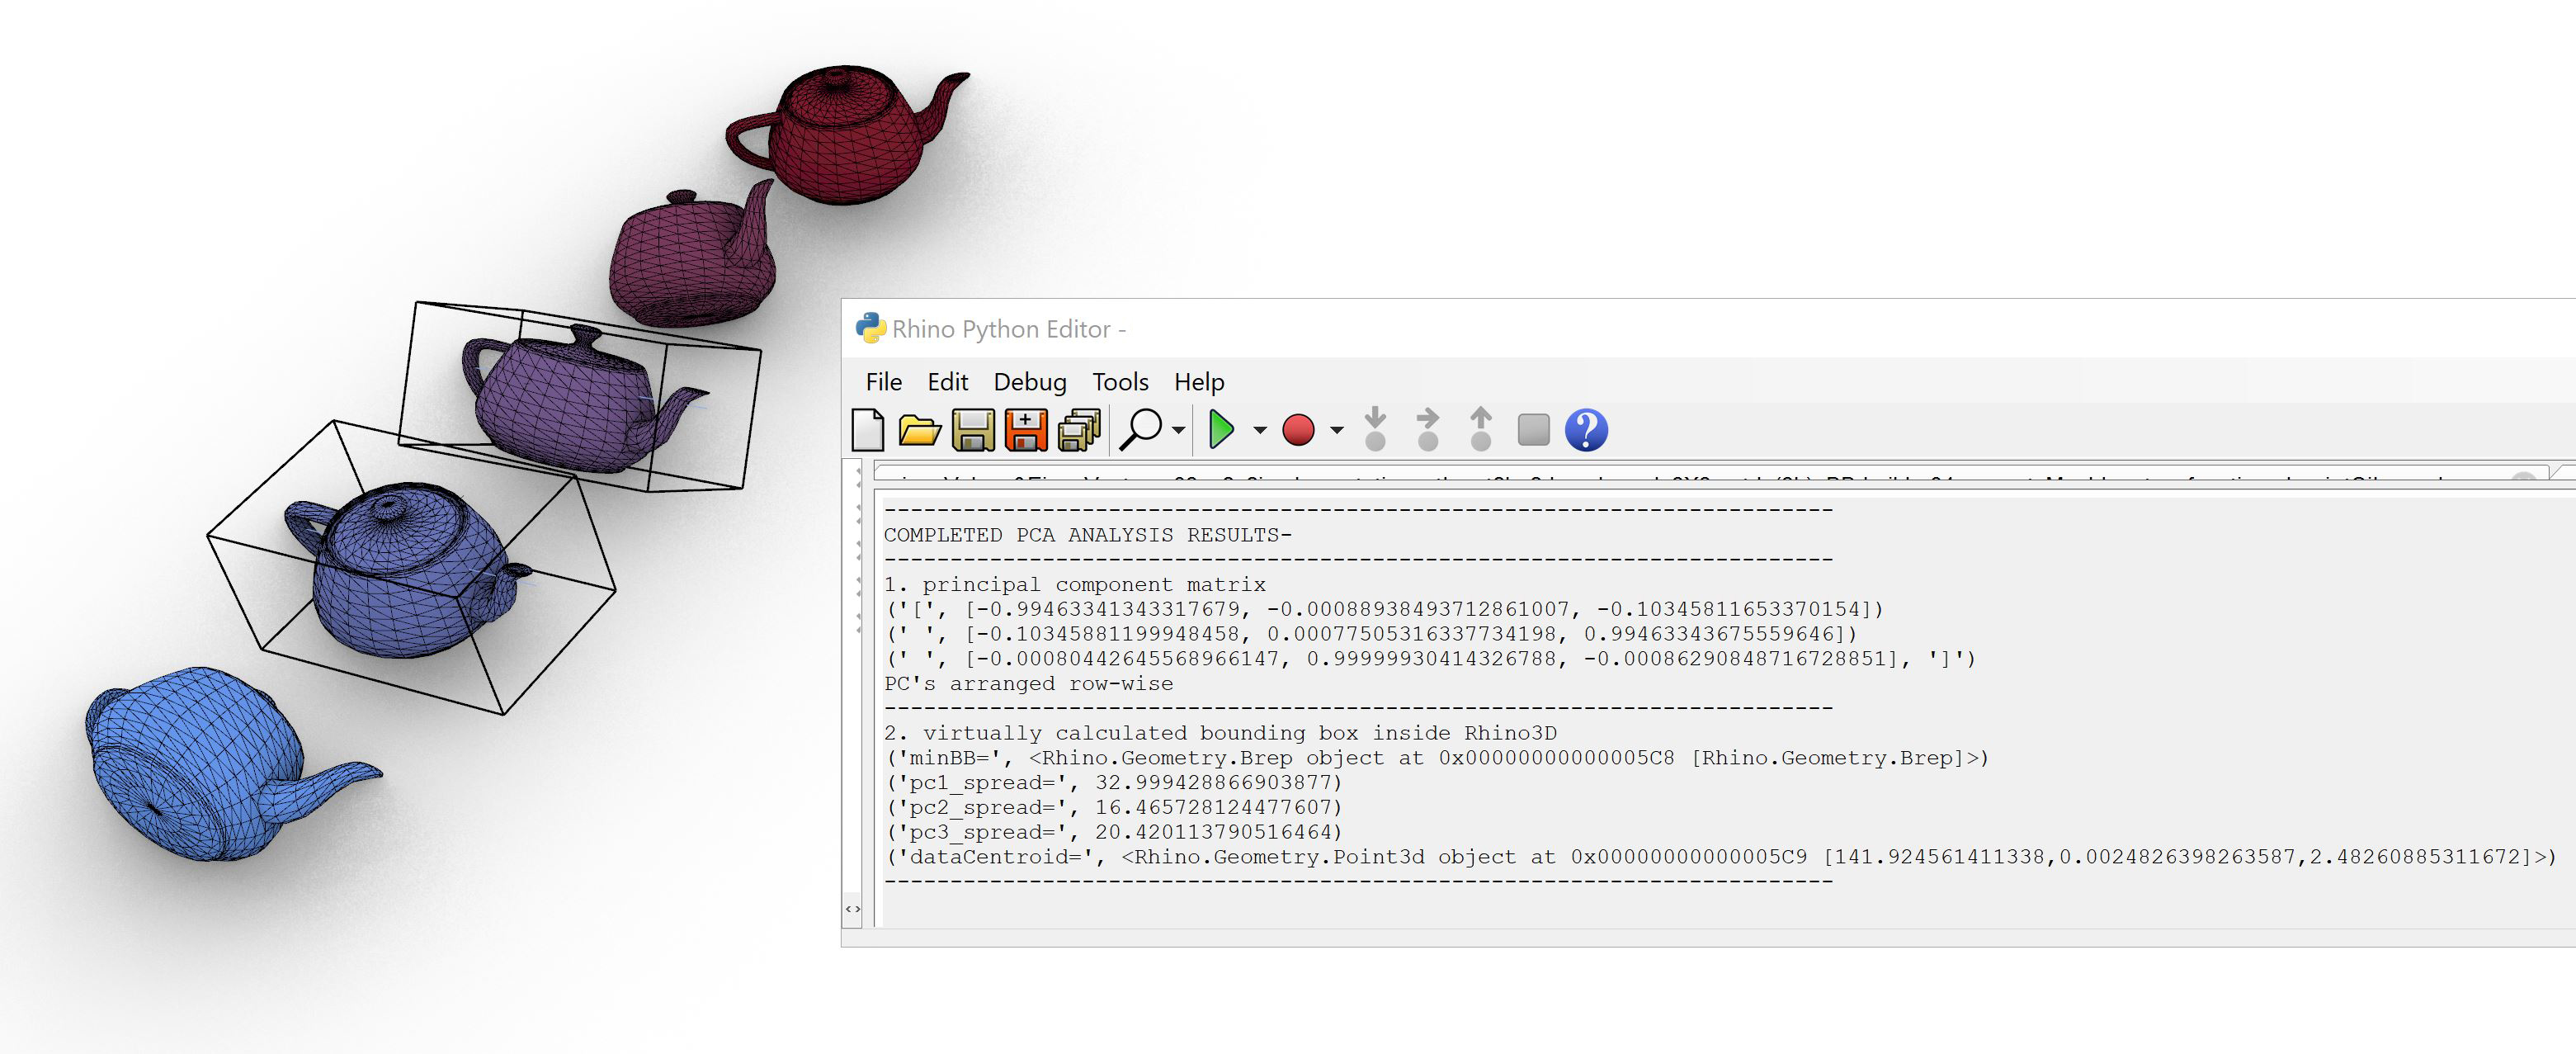 Rhino Python Editor -
File Edit Debug Tools Help
------------------------------------------------------------------------
COMPLETED PCA ANALYSIS RESULTS-
------------------------------------------------------------------------
1. principal component matrix
('[', [-0.99463341343317679, -0.00088938493712861007, -0.10345811653370154])
(' ', [-0.10345881199948458, 0.00077505316337734198, 0.99463343675559646])
(' ', [-0.00080442645568966147, 0.99999930414326788, -0.00086290848716728851], ']')
PC's arranged row-wise
------------------------------------------------------------------------
2. virtually calculated bounding box inside Rhino3D
('minBB=', <Rhino.Geometry.Brep object at 0x00000000000005C8 [Rhino.Geometry.Brep]>)
('pc1_spread=', 32.999428866903877)
('pc2_spread=', 16.465728124477607)
('pc3_spread=', 20.420113790516464)
('dataCentroid=', <Rhino.Geometry.Point3d object at 0x00000000000005C9 [141.924561411338,0.0024826398263587,2.48260885311672]>)
------------------------------------------------------------------------